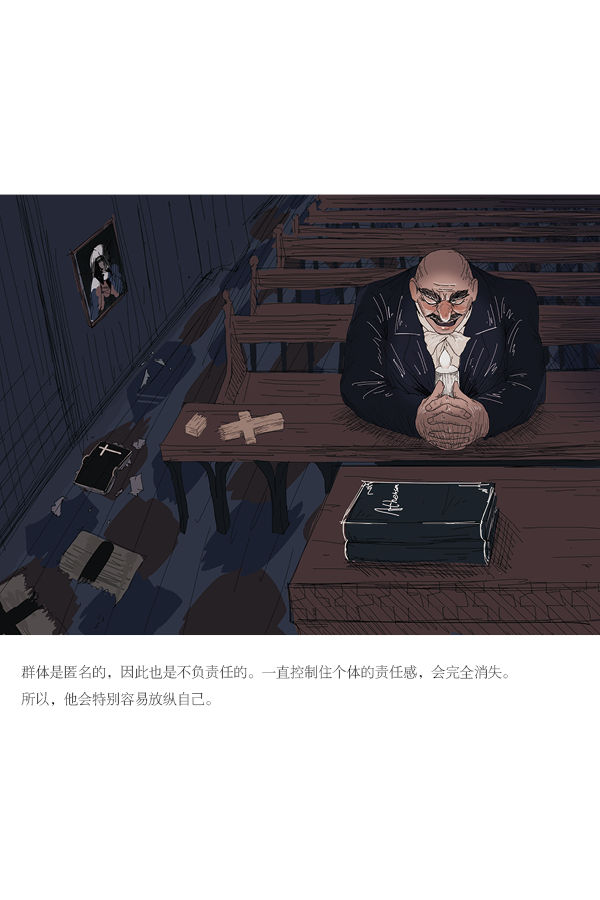 Atheism
群体是匿名的，因此也是不负责任的。一直控制住个体的责任感，会完全消失。
所以，他会特别容易放纵自己。